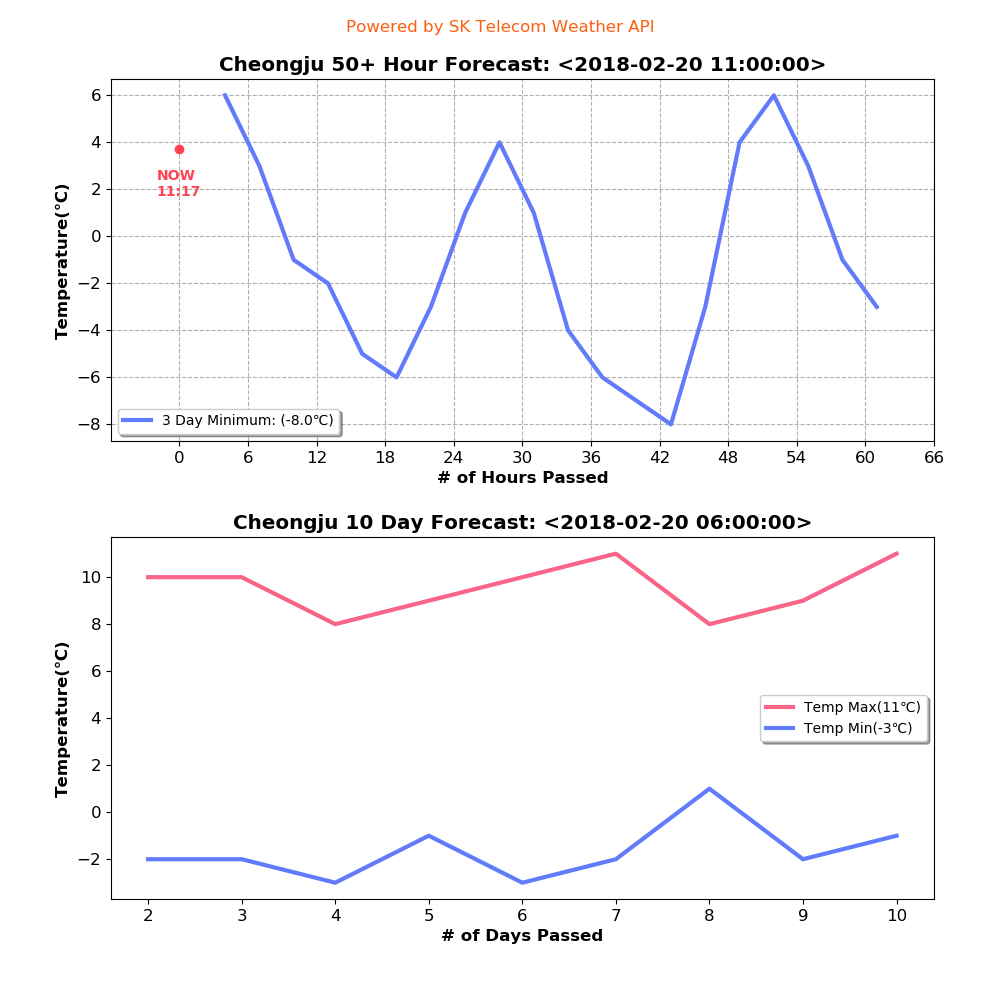 Powered by SK Telecom Weather API
Cheongju 50+ Hour Forecast: <2018-02-20 11:00:00>
6
4
2
0
−2
−4
−6
−8
Temperature(℃)
NOW
11:17
3 Day Minimum: (-8.0℃)
0 6 12 18 24 30 36 42 48 54 60 66
# of Hours Passed
Cheongju 10 Day Forecast: <2018-02-20 06:00:00>
10
8
6
4
2
0
−2
Temperature(℃)
Temp Max(11℃)
Temp Min(-3℃)
2 3 4 5 6 7 8 9 10
# of Days Passed